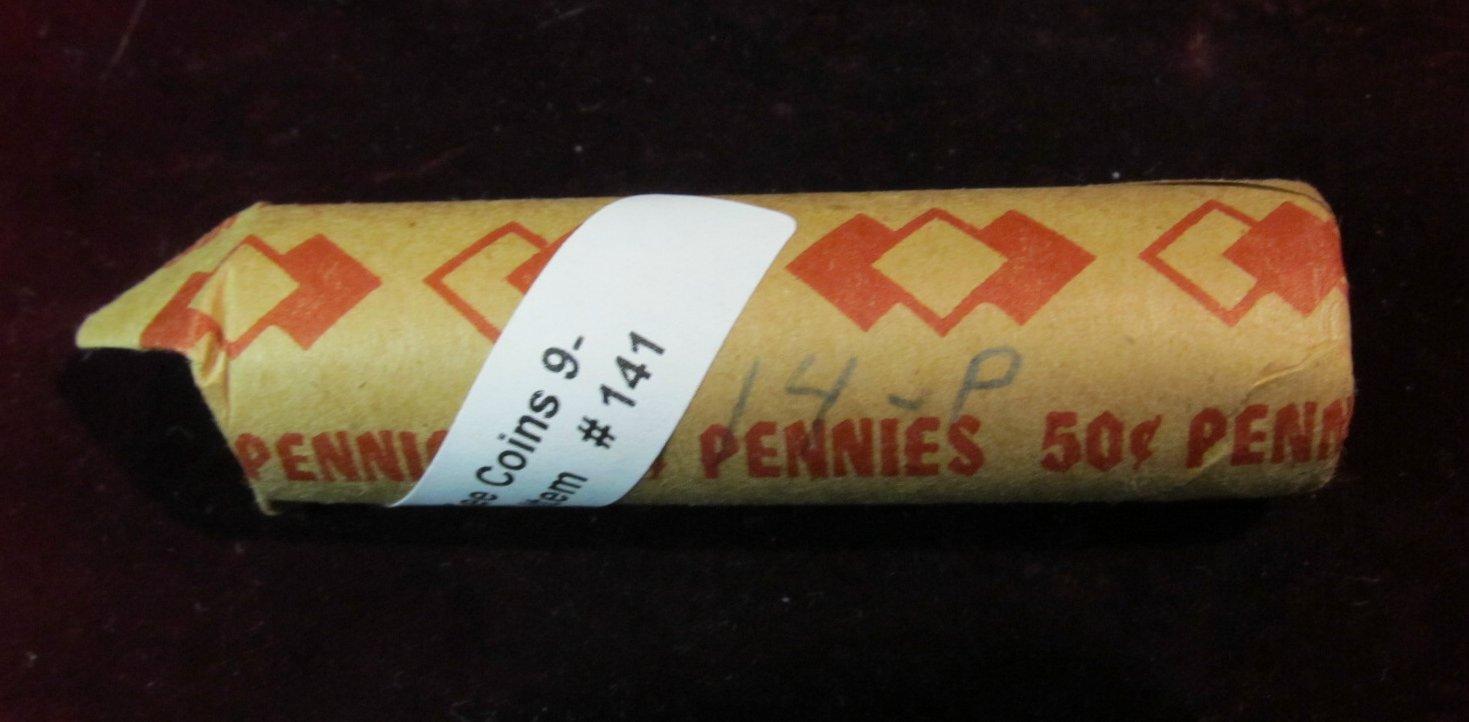 Coins 9-
# 141
14-P
PENNIES 50¢